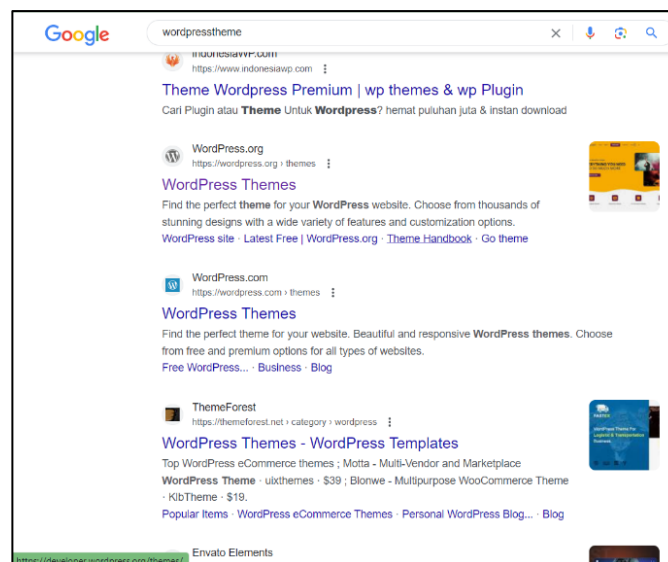 Google
wordpresstheme
IndonesiaWP.com
https://www.indonesiawp.com
Theme Wordpress Premium | wp themes & wp Plugin
Cari Plugin atau Theme Untuk Wordpress? hemat puluhan juta & instan download
WordPress.org
https://wordpress.org › themes
WordPress Themes
Find the perfect theme for your WordPress website. Choose from thousands of
stunning designs with a wide variety of features and customization options.
WordPress site · Latest Free | WordPress.org · Theme Handbook · Go theme
WordPress.com
https://wordpress.com › themes
WordPress Themes
Find the perfect theme for your website. Beautiful and responsive WordPress themes. Choose
from free and premium options for all types of websites.
Free WordPress... · Business · Blog
ThemeForest
https://themeforest.net › category › wordpress
WordPress Themes - WordPress Templates
Top WordPress eCommerce themes ; Motta - Multi-Vendor and Marketplace
WordPress Theme · uixthemes · $39 ; Blonwe - Multipurpose WooCommerce Theme
· KlbTheme · $19.
Popular Items · WordPress eCommerce Themes · Personal WordPress Blog... · Blog
Envato Elements
https://developer.wordpress.org/themes/